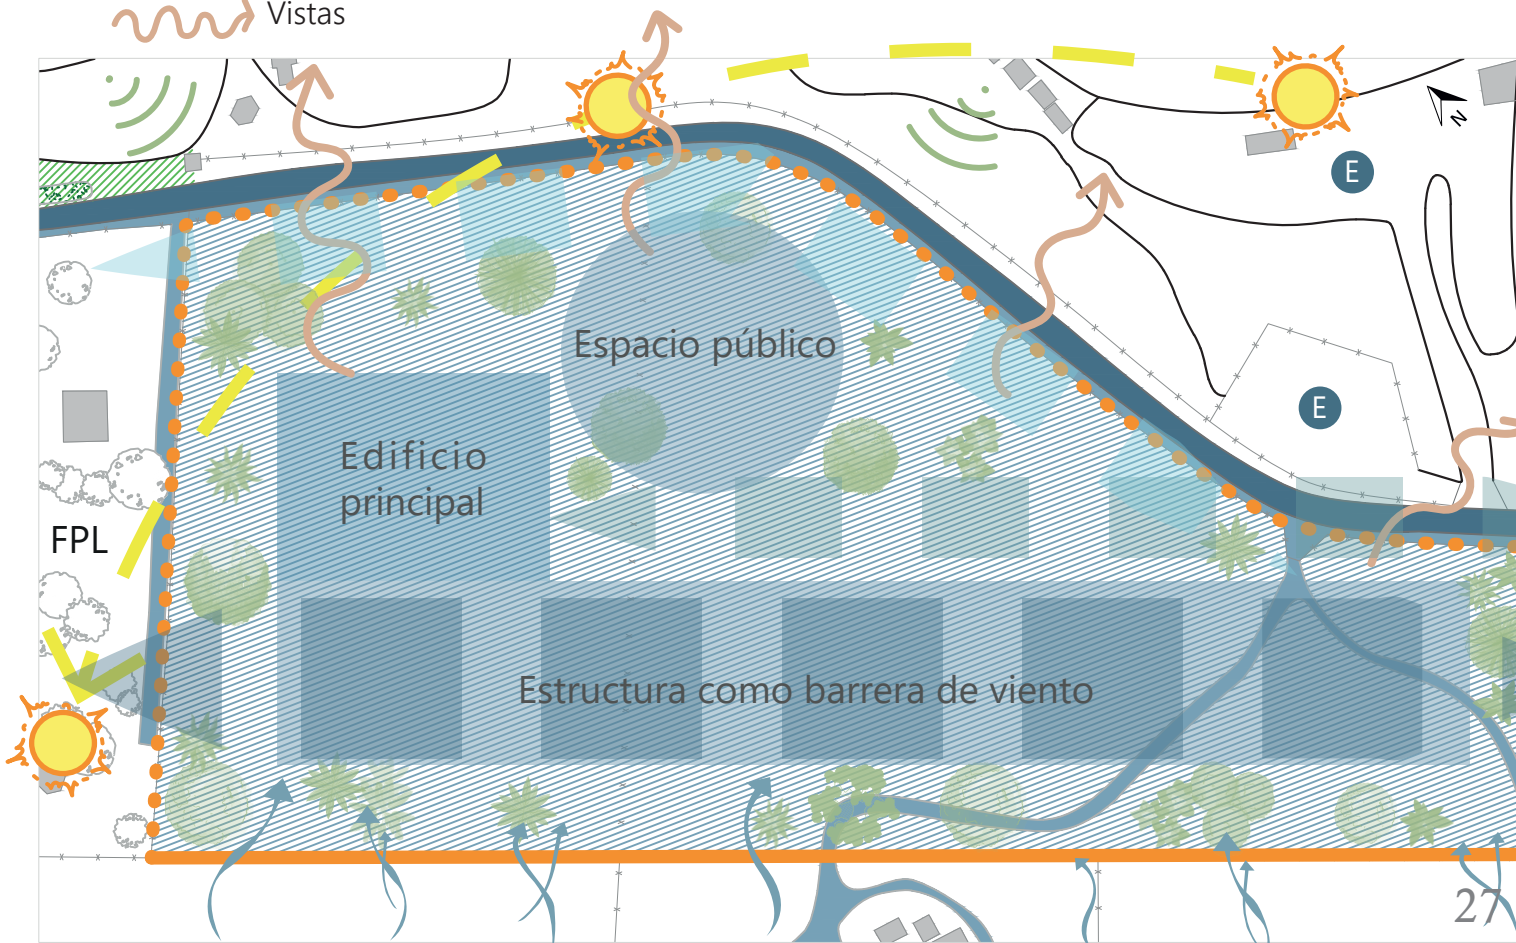 Vistas
N
E
Espacio público
E
Edificio
principal
FPL
Estructura como barrera de viento
27